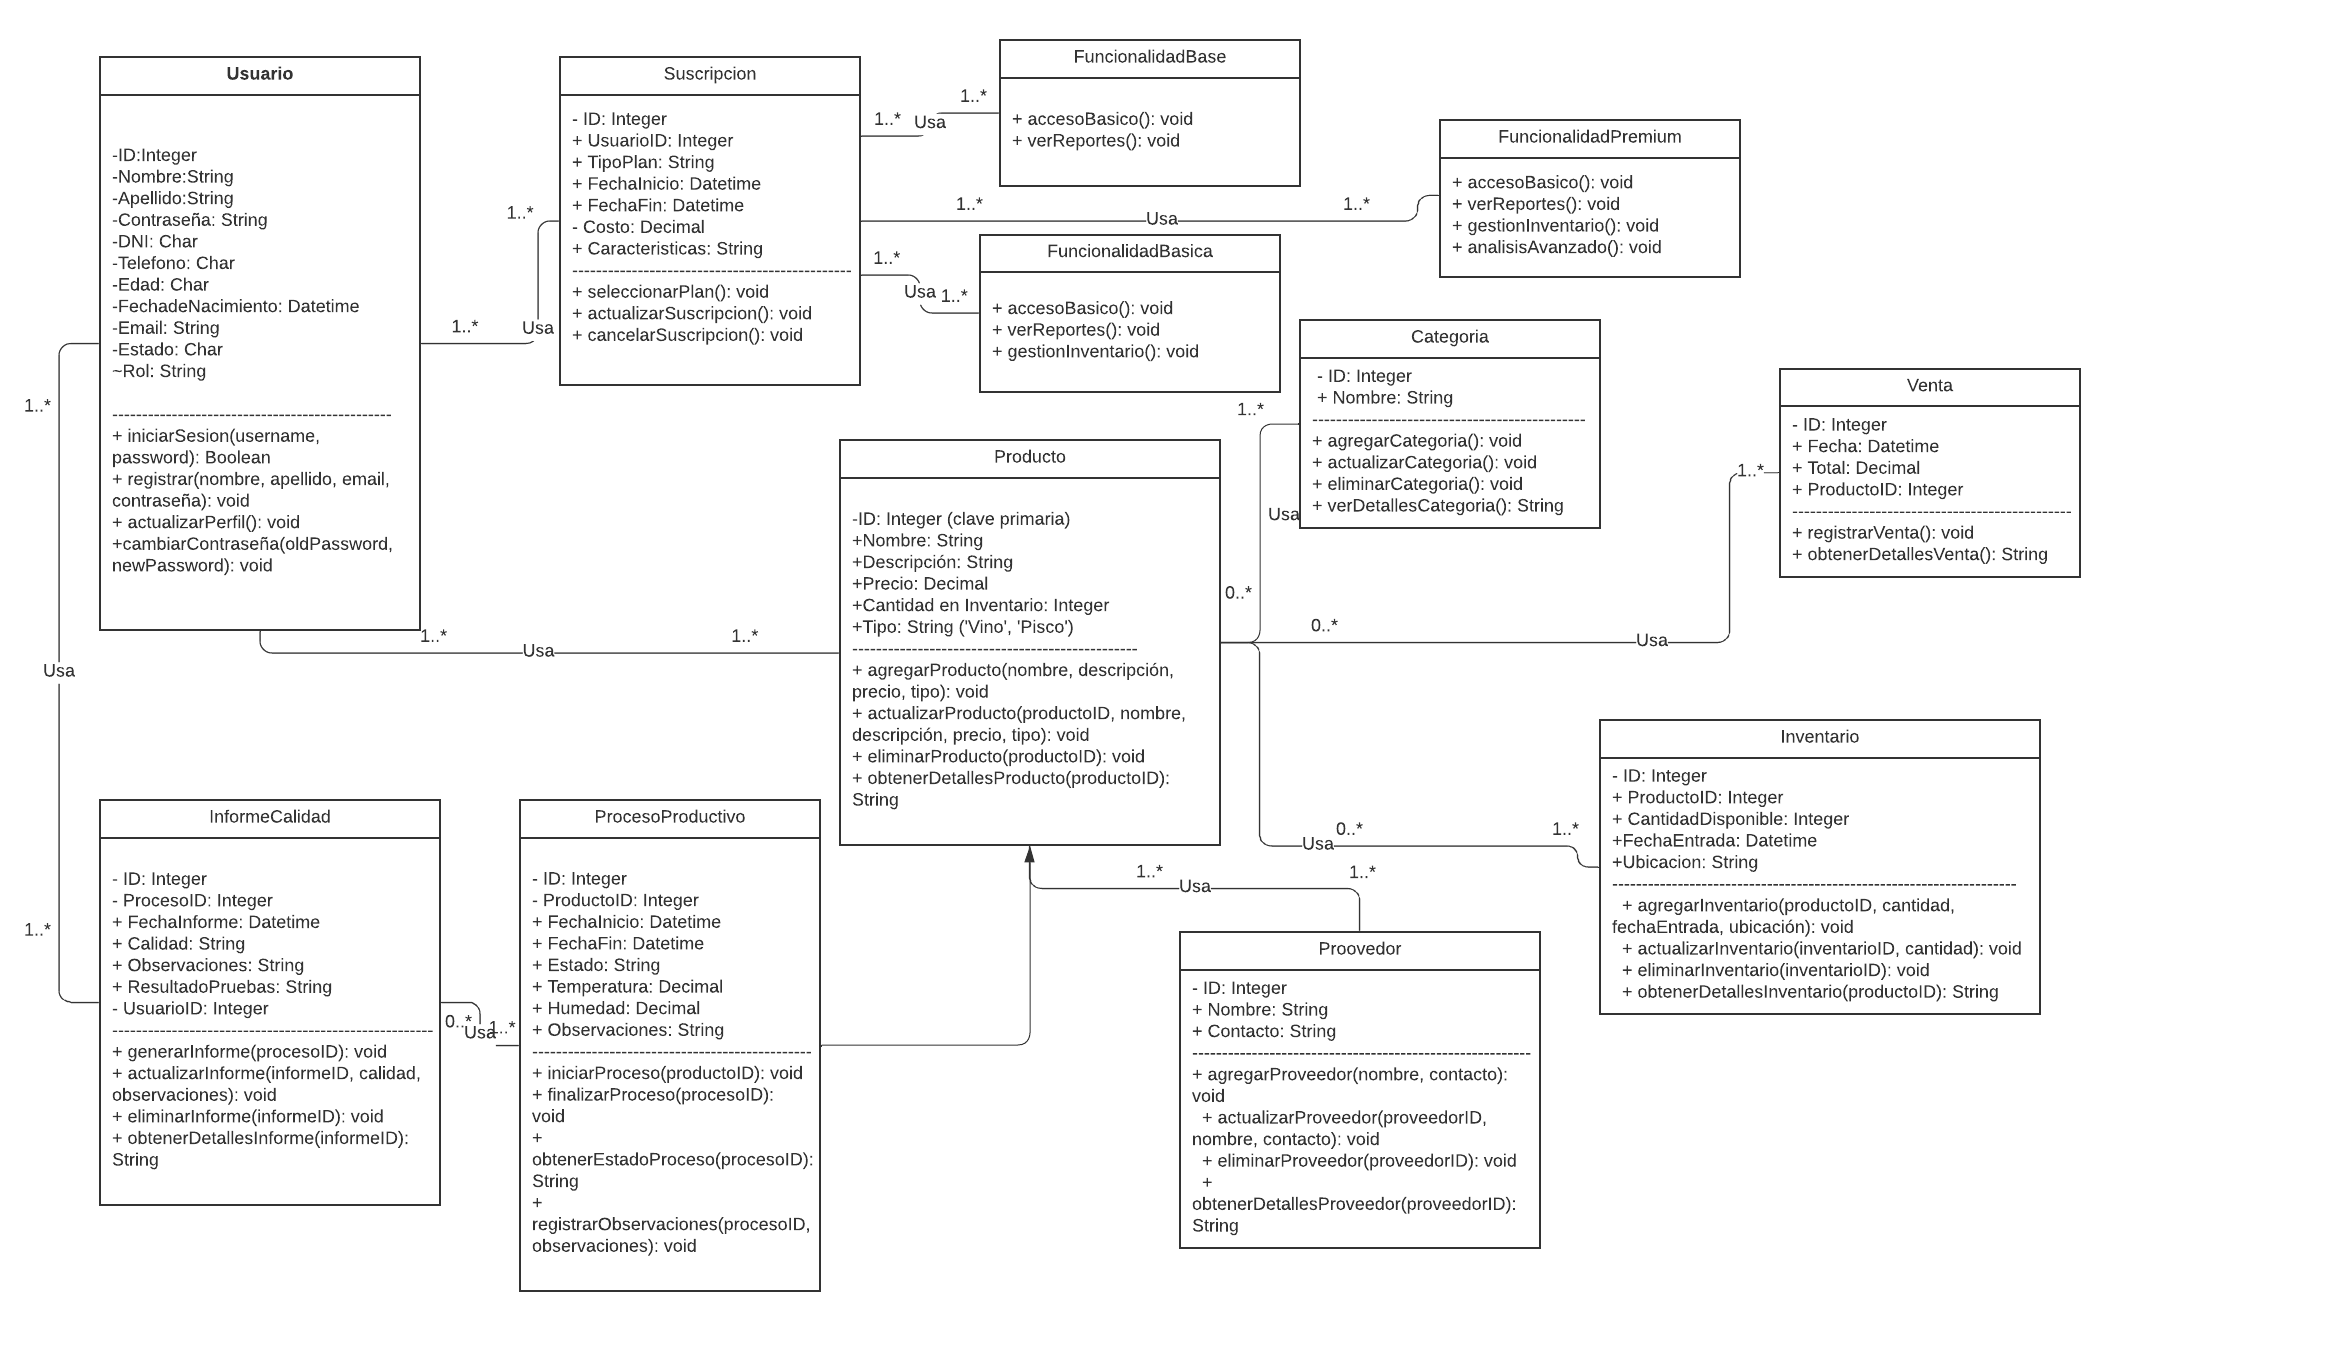 Usuario
-ID:Integer
-Nombre:String
-Apellido:String
-Contraseña: String
-DNI: Char
-Telefono: Char
-Edad: Char
-FechadeNacimiento: Datetime
-Email: String
-Estado: Char
~Rol: String
-----------------------------------------------
+ iniciarSesion(username,
password): Boolean
+ registrar(nombre, apellido, email,
contraseña): void
+ actualizarPerfil(): void
+cambiarContraseña(oldPassword,
newPassword): void
1..*
Usa
1..*
Suscripcion
- ID: Integer
+ UsuarioID: Integer
+ TipoPlan: String
+ FechaInicio: Datetime
+ FechaFin: Datetime
- Costo: Decimal
+ Caracteristicas: String
-----------------------------------------------
+ seleccionarPlan(): void
+ actualizarSuscripcion(): void
+ cancelarSuscripcion(): void
1..*
Usa
1..*
FuncionalidadBase
+ accesoBasico(): void
+ verReportes(): void
1..*
Usa
1..*
FuncionalidadPremium
+ accesoBasico(): void
+ verReportes(): void
+ gestionInventario(): void
+ analisisAvanzado(): void
1..*
Usa
1..*
FuncionalidadBasica
+ accesoBasico(): void
+ verReportes(): void
+ gestionInventario(): void
Categoria
- ID: Integer
+ Nombre: String
----------------------------------------------
+ agregarCategoria(): void
+ actualizarCategoria(): void
+ eliminarCategoria(): void
+ verDetallesCategoria(): String
1..*
Usa
0..*
Venta
- ID: Integer
+ Fecha: Datetime
+ Total: Decimal
+ ProductoID: Integer
-----------------------------------------------
+ registrarVenta(): void
+ obtenerDetallesVenta(): String
1..*
0..*
Usa
Producto
-ID: Integer (clave primaria)
+Nombre: String
+Descripción: String
+Precio: Decimal
+Cantidad en Inventario: Integer
+Tipo: String ('Vino', 'Pisco')
------------------------------------------------
+ agregarProducto(nombre, descripción,
precio, tipo): void
+ actualizarProducto(productoID, nombre,
descripción, precio, tipo): void
+ eliminarProducto(productoID): void
+ obtenerDetallesProducto(productoID):
String
1..*
Usa
1..*
1..*
Usa
1..*
Inventario
- ID: Integer
+ ProductoID: Integer
+ CantidadDisponible: Integer
+FechaEntrada: Datetime
+Ubicacion: String
--------------------------------------------------------------------
+ agregarInventario(productoID, cantidad,
fechaEntrada, ubicación): void
+ actualizarInventario(inventarioID, cantidad): void
+ eliminarInventario(inventarioID): void
+ obtenerDetallesInventario(productoID): String
Usa
0..*
1..*
InformeCalidad
- ID: Integer
- ProcesoID: Integer
+ FechaInforme: Datetime
+ Calidad: String
+ Observaciones: String
+ ResultadoPruebas: String
- UsuarioID: Integer
------------------------------------------------------
+ generarInforme(procesoID): void
+ actualizarInforme(informeID, calidad,
observaciones): void
+ eliminarInforme(informeID): void
+ obtenerDetallesInforme(informeID):
String
0..*
Usa
1..*
ProcesoProductivo
- ID: Integer
- ProductoID: Integer
+ FechaInicio: Datetime
+ FechaFin: Datetime
+ Estado: String
+ Temperatura: Decimal
+ Humedad: Decimal
+ Observaciones: String
-----------------------------------------------
+ iniciarProceso(productoID): void
+ finalizarProceso(procesoID):
void
+
obtenerEstadoProceso(procesoID):
String
+
registrarObservaciones(procesoID,
observaciones): void
1..*
Usa
1..*
Proovedor
- ID: Integer
+ Nombre: String
+ Contacto: String
---------------------------------------------------------
+ agregarProveedor(nombre, contacto):
void
+ actualizarProveedor(proveedorID,
nombre, contacto): void
+ eliminarProveedor(proveedorID): void
+
obtenerDetallesProveedor(proveedorID):
String